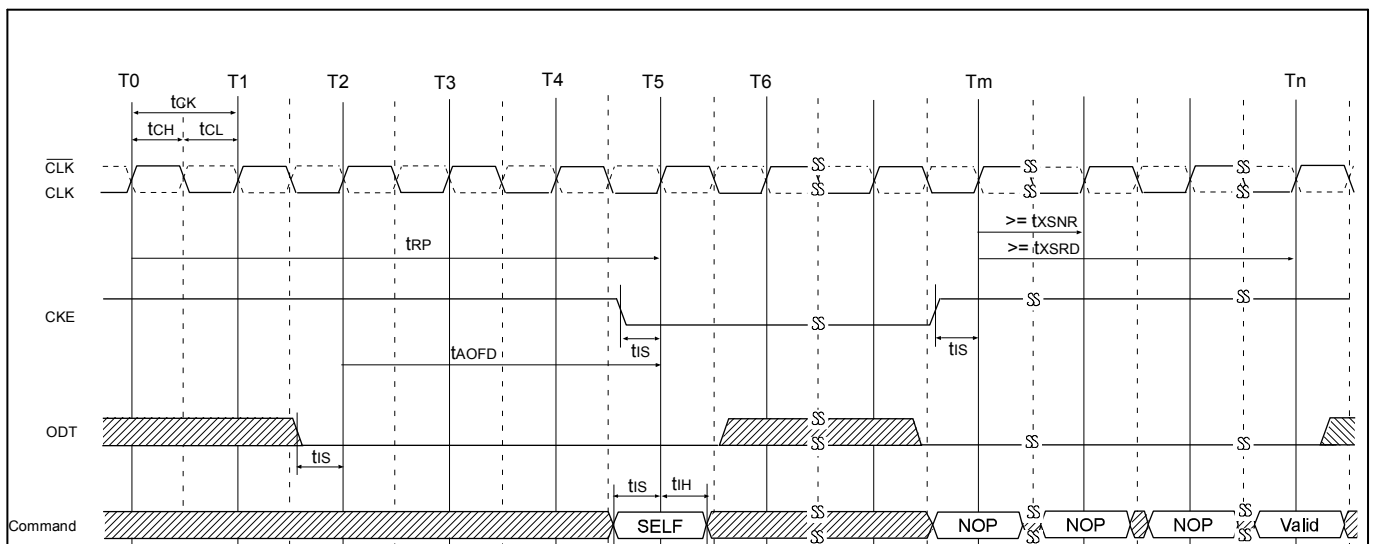 T0 T1 T2 T3 T4 T5 T6 Tm Tn
tCK
tCH tCL
CLK
CLK
>= tXSNR
tRP >= tXSRD
CKE
tIS tIS
tAOFD
ODT
tIS
tIS tIH
Command SELF NOP NOP NOP Valid